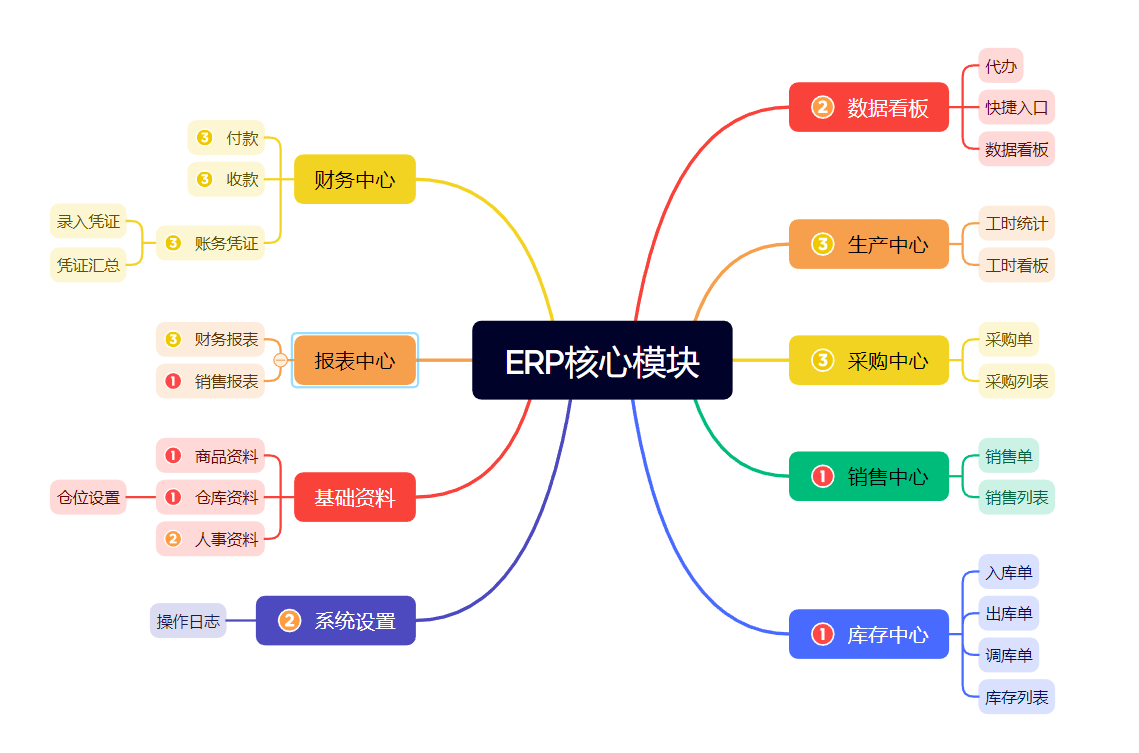 ERP核心模块
2 数据看板
代办
快捷入口
数据看板
3 生产中心
工时统计
工时看板
3 采购中心
采购单
采购列表
1 销售中心
销售单
销售列表
1 库存中心
入库单
出库单
调库单
库存列表
财务中心
3 付款
3 收款
3 账务凭证
录入凭证
凭证汇总
报表中心
3 财务报表
1 销售报表
基础资料
1 商品资料
1 仓库资料
仓位设置
2 人事资料
2 系统设置
操作日志